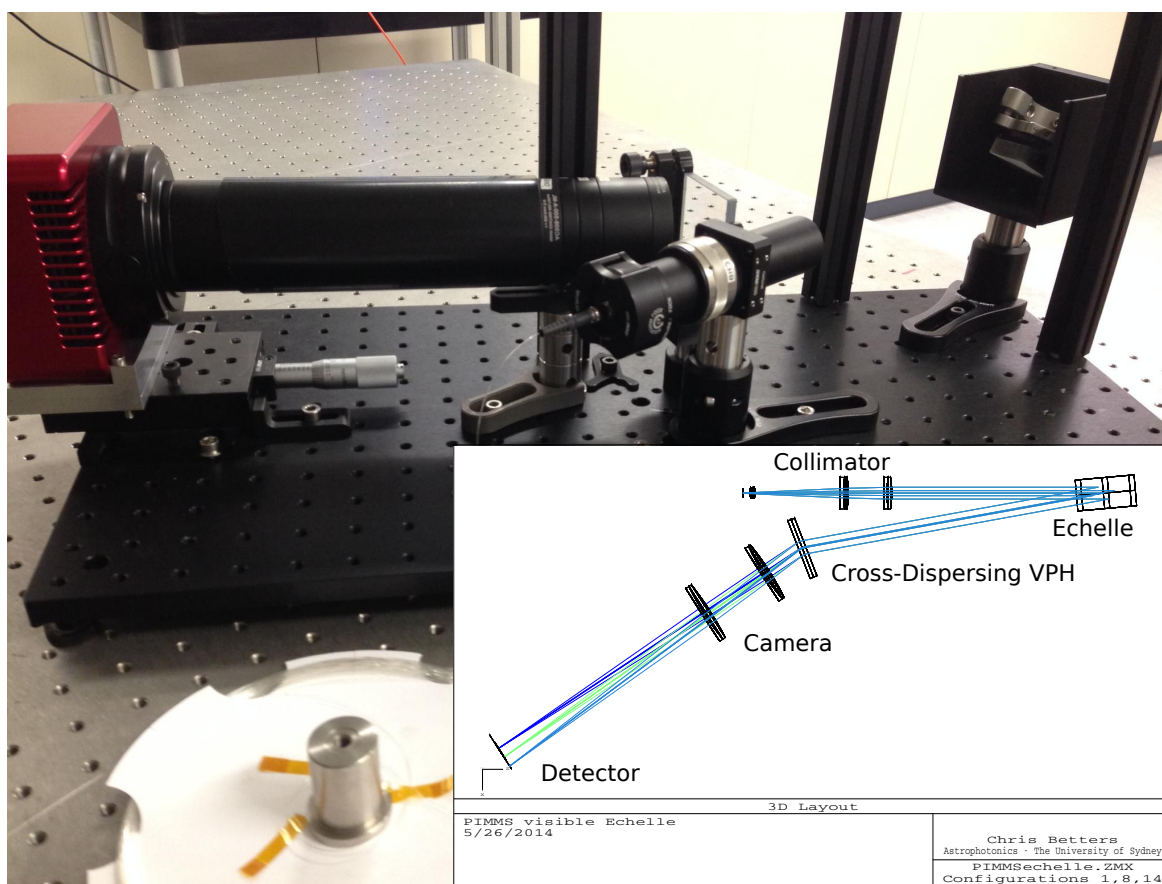 Collimator
Echelle
Cross-Dispersing VPH
Camera
Detector
3D Layout
PIMMS visible Echelle
5/26/2014
Chris Betters
Astrophotonics - The University of Sydney
PIMMSechelle.ZMX
Configurations 1,8,14